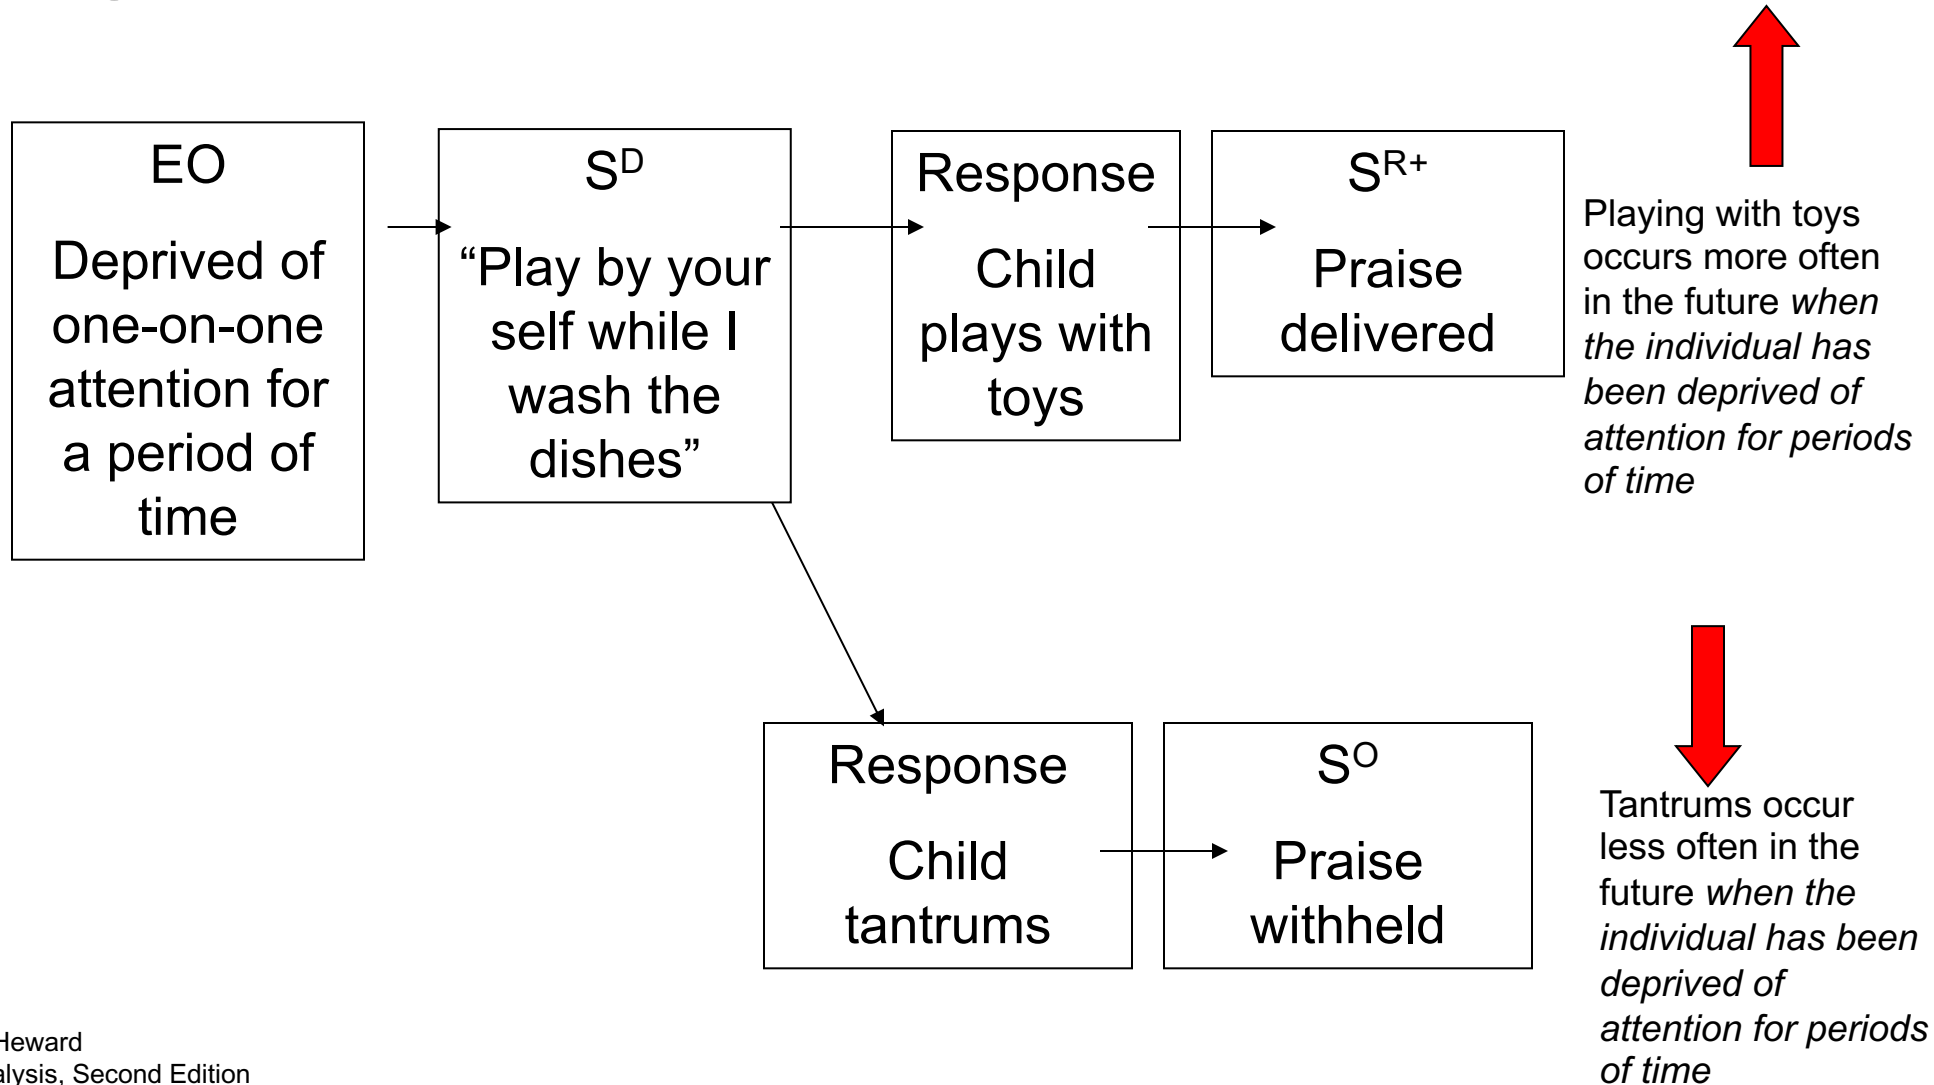 EO
Deprived of
one-on-one
attention for
a period of
time
S^D
“Play by your
self while I
wash the
dishes”
Response
Child
plays with
toys
S^R+
Praise
delivered
Playing with toys
occurs more often
in the future when
the individual has
been deprived of
attention for periods
of time
Response
Child
tantrums
S^O
Praise
withheld
Tantrums occur
less often in the
future when the
individual has been
deprived of
attention for periods
of time
Heward
alysis, Second Edition